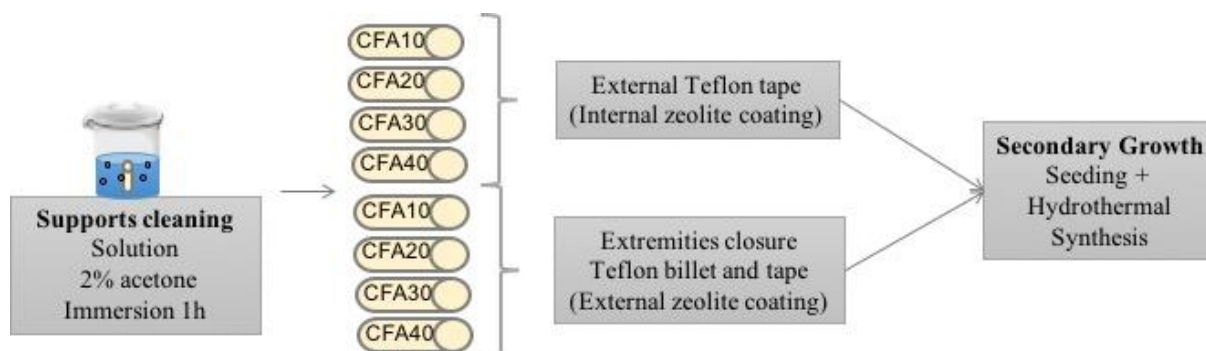 Supports cleaning
Solution
2% acetone
Immersion 1h
CFA10
CFA20
CFA30
CFA40
CFA10
CFA20
CFA30
CFA40
External Teflon tape
(Internal zeolite coating)
Extremities closure
Teflon billet and tape
(External zeolite coating)
Secondary Growth
Seeding +
Hydrothermal
Synthesis